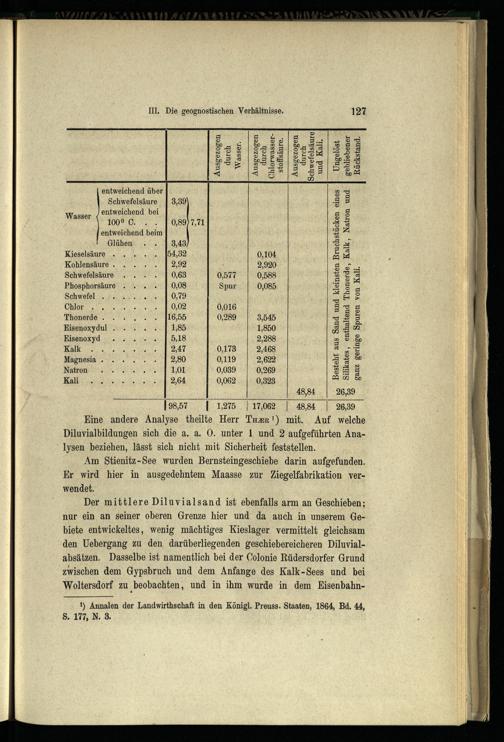 III. Die geognostischen Verhältnisse. 127
Ausgezogen durch Wasser.
Ausgezogen durch Chlorwasserstoffsäure.
Ausgezogen durch Schwefelsäure und Kali.
Ungelöst gebliebener Rückstand.
entweichend über
Schwefelsäure 3,39
Wasser entweichend bei
100° C. . . 0,89 7,71
entweichend beim
Glühen . . 3,43
Kieselsäure . . . . . 54,32 0,104
Kohlensäure . . . . . 2,92 2,920
Schwefelsäure . . . . 0,63 0,577 0,588
Phosphorsäure . . . . 0,08 Spur 0,085
Schwefel . . . . . . 0,79
Chlor . . . . . . . 0,02 0,016
Thonerde . . . . . . 16,55 0,289 3,545
Eisenoxydul . . . . . 1,85 1,850
Eisenoxyd . . . . . 5,18 2,288
Kalk . . . . . . . 2,47 0,173 2,468
Magnesia . . . . . . 2,80 0,119 2,622
Natron . . . . . . 1,01 0,039 0,269
Kali . . . . . . . 2,64 0,062 0,323
Besteht aus Sand und kleinsten Bruchstücken eines
Silikates, enthaltend Thonerde, Kalk, Natron und
ganz geringe Spuren von Kali.
48,84 26,39
98,57 1,275 17,062 48,84 26,39
Eine andere Analyse theilte Herr Thær ¹) mit. Auf welche
Diluvialbildungen sich die a. a. O. unter 1 und 2 aufgeführten Ana-
lysen beziehen, lässt sich nicht mit Sicherheit feststellen.
Am Stienitz-See wurden Bernsteingeschiebe darin aufgefunden.
Er wird hier in ausgedehntem Maasse zur Ziegelfabrikation ver-
wendet.
Der mittlere Diluvialsand ist ebenfalls arm an Geschieben;
nur ein an seiner oberen Grenze hier und da auch in unserem Ge-
biete entwickeltes, wenig mächtiges Kieslager vermittelt gleichsam
den Uebergang zu den darüberliegenden geschiebereicheren Diluvial-
absätzen. Dasselbe ist namentlich bei der Colonie Rüdersdorfer Grund
zwischen dem Gypsbruch und dem Anfange des Kalk-Sees und bei
Woltersdorf zu beobachten, und in ihm wurde in dem Eisenbahn-
¹) Annalen der Landwirthschaft in den Königl. Preuss. Staaten, 1864, Bd. 44,
S. 177, N. 3.